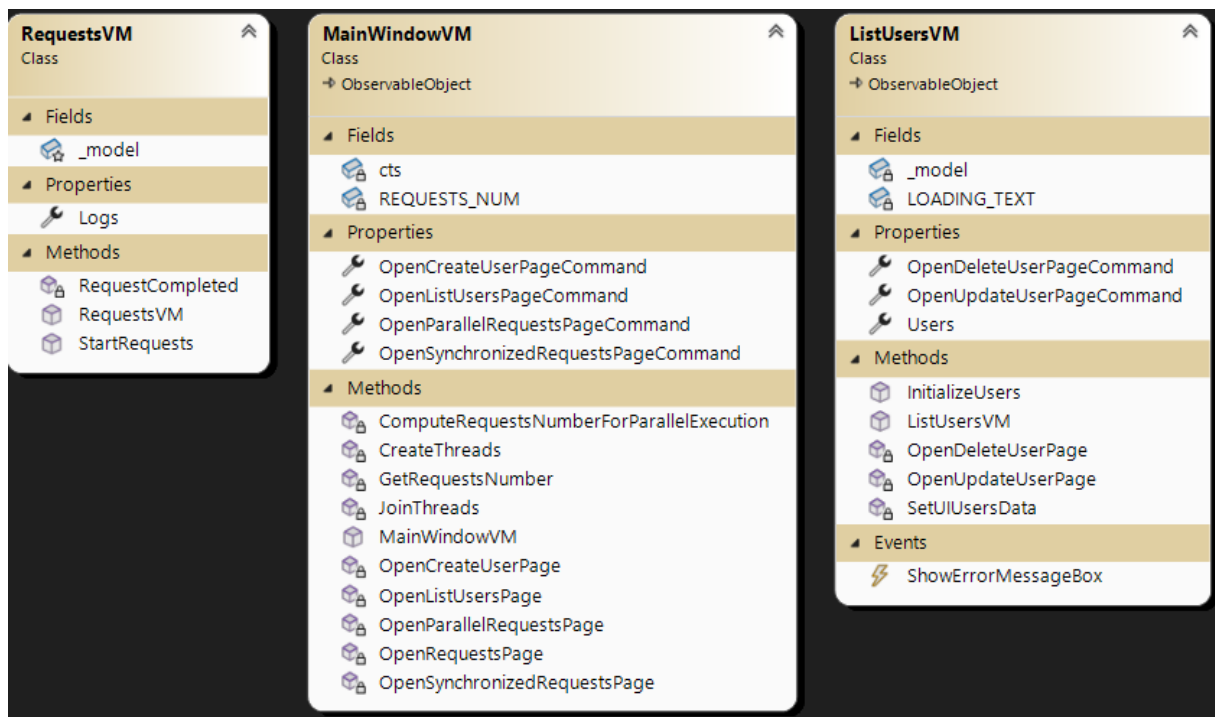 RequestsVM
Class
Fields
_model
Properties
Logs
Methods
RequestCompleted
RequestsVM
StartRequests
MainWindowVM
Class
ObservableObject
Fields
cts
REQUESTS_NUM
Properties
OpenCreateUserPageCommand
OpenListUsersPageCommand
OpenParallelRequestsPageCommand
OpenSynchronizedRequestsPageCommand
Methods
ComputeRequestsNumberForParallelExecution
CreateThreads
GetRequestsNumber
JoinThreads
MainWindowVM
OpenCreateUserPage
OpenListUsersPage
OpenParallelRequestsPage
OpenRequestsPage
OpenSynchronizedRequestsPage
ListUsersVM
Class
ObservableObject
Fields
_model
LOADING_TEXT
Properties
OpenDeleteUserPageCommand
OpenUpdateUserPageCommand
Users
Methods
InitializeUsers
ListUsersVM
OpenDeleteUserPage
OpenUpdateUserPage
SetUIUsersData
Events
ShowErrorMessageBox